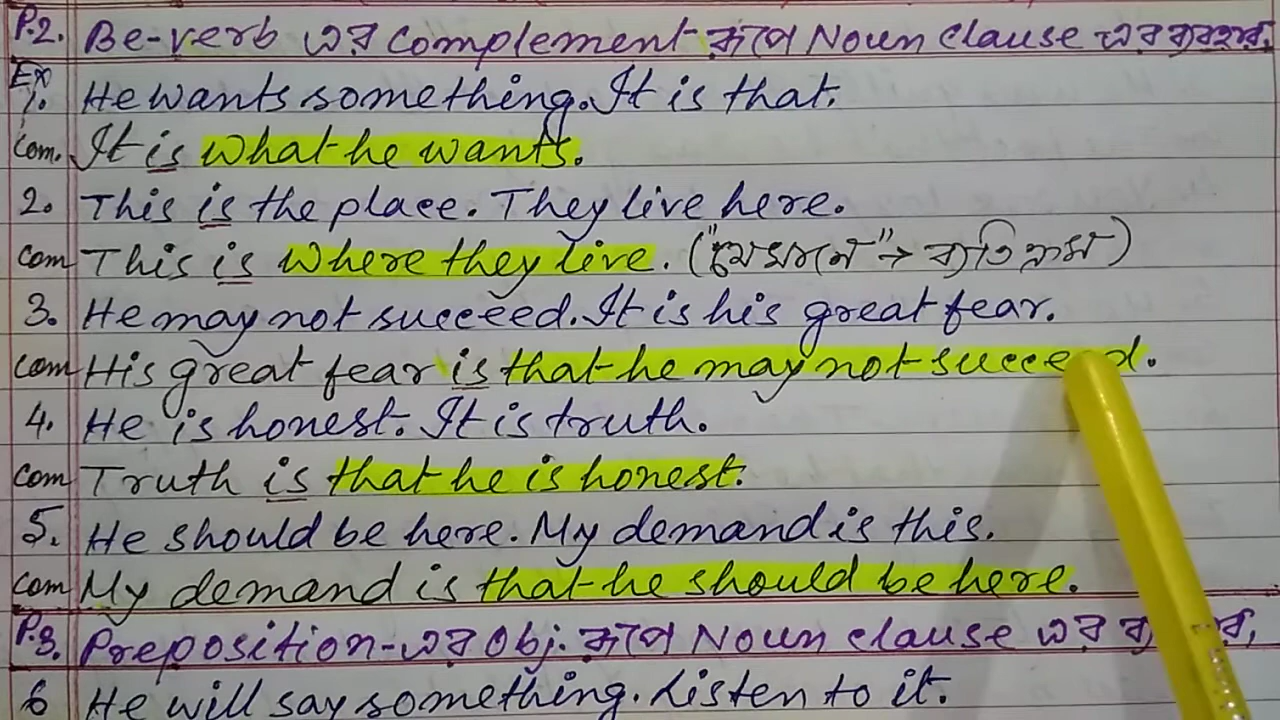 P.2. Be-verb এর complement রূপে Noun clause এর ব্যবহার.
Ex 1. He wants something. It is that.
Com. It is what he wants.
2. This is the place. They live here.
Com This is where they live. ("যেখানে" → ব্যতিক্রম)
3. He may not succeed. It is his great fear.
Com His great fear is that he may not succeed.
4. He is honest. It is truth.
Com Truth is that he is honest.
5. He should be here. My demand is this.
Com My demand is that he should be here.
P.3. Preposition-এর obj. রূপে Noun clause এর
6 He will say something. Listen to it.